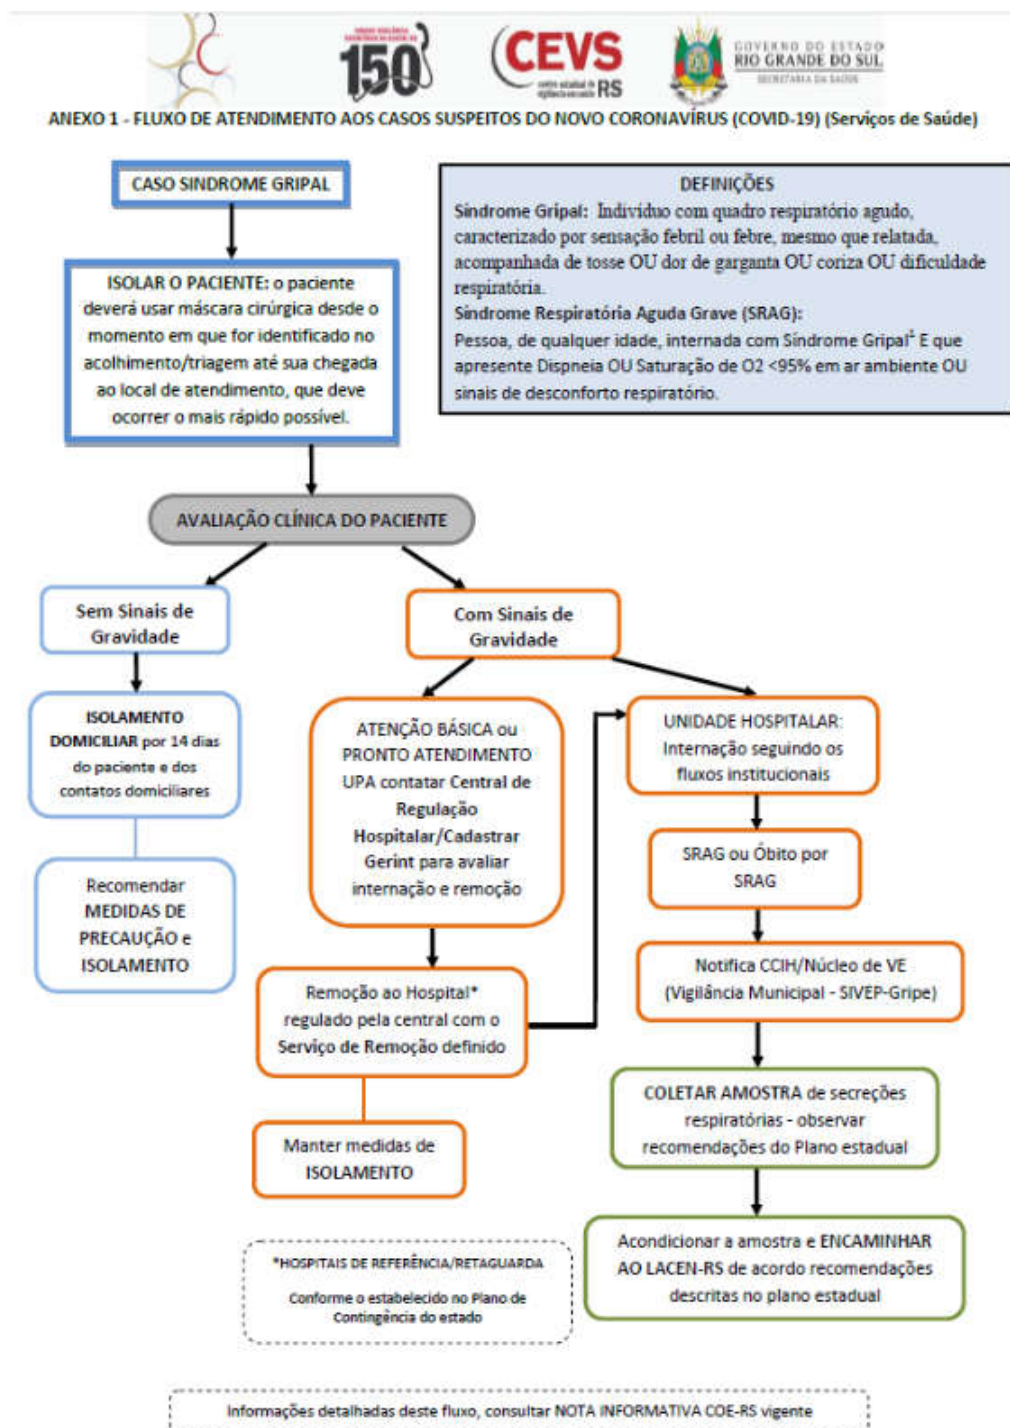 150
CEVS
centro estadual de
vigilância em saúde RS
GOVERNO DO ESTADO
RIO GRANDE DO SUL
SECRETARIA DA SAÚDE
ANEXO 1 - FLUXO DE ATENDIMENTO AOS CASOS SUSPEITOS DO NOVO CORONAVÍRUS (COVID-19) (Serviços de Saúde)
CASO SINDROME GRIPAL
ISOLAR O PACIENTE: o paciente
deverá usar máscara cirúrgica desde o
momento em que for identificado no
acolhimento/triagem até sua chegada
ao local de atendimento, que deve
ocorrer o mais rápido possível.
DEFINIÇÕES
Síndrome Gripal: Indivíduo com quadro respiratório agudo,
caracterizado por sensação febril ou febre, mesmo que relatada,
acompanhada de tosse OU dor de garganta OU coriza OU dificuldade
respiratória.
Síndrome Respiratória Aguda Grave (SRAG):
Pessoa, de qualquer idade, internada com Síndrome Gripal¹ E que
apresente Dispneia OU Saturação de O2 <95% em ar ambiente OU
sinais de desconforto respiratório.
AVALIAÇÃO CLÍNICA DO PACIENTE
Sem Sinais de
Gravidade
ISOLAMENTO
DOMICILIAR por 14 dias
do paciente e dos
contatos domiciliares
Recomendar
MEDIDAS DE
PRECAUÇÃO e
ISOLAMENTO
Com Sinais de
Gravidade
ATENÇÃO BÁSICA ou
PRONTO ATENDIMENTO
UPA contatar Central de
Regulação
Hospitalar/Cadastrar
Gerint para avaliar
internação e remoção
Remoção ao Hospital*
regulado pela central com o
Serviço de Remoção definido
Manter medidas de
ISOLAMENTO
UNIDADE HOSPITALAR:
Internação seguindo os
fluxos institucionais
SRAG ou Óbito por
SRAG
Notifica CCIH/Núcleo de VE
(Vigilância Municipal - SIVEP-Gripe)
COLETAR AMOSTRA de secreções
respiratórias - observar
recomendações do Plano estadual
Acondicionar a amostra e ENCAMINHAR
AO LACEN-RS de acordo recomendações
descritas no plano estadual
*HOSPITAIS DE REFERÊNCIA/RETAGUARDA
Conforme o estabelecido no Plano de
Contingência do estado
Informações detalhadas deste fluxo, consultar NOTA INFORMATIVA COE-RS vigente